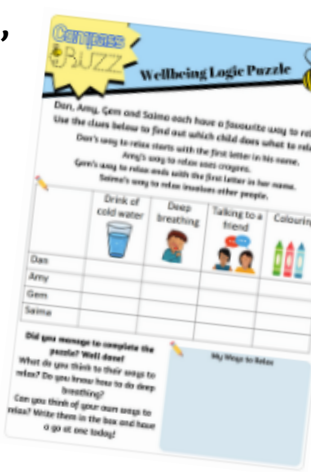 ,
Compass
BUZZ
Wellbeing Logic Puzzle
Dan, Amy, Gem and Saima each have a favourite way to rel
Use the clues below to find out which child does what to rela
Dan's way to relax starts with the first letter in his name.
Amy's way to relax uses crayons.
Gem's way to relax ends with the first letter in her name.
Saima's way to relax involves other people.
Drink of cold water
Deep breathing
Talking to a friend
Colourin
Dan
Amy
Gem
Saima
Did you manage to complete the
puzzle? Well done!
What do you think to their ways to
relax? Do you know how to do deep
breathing?
Can you think of your own ways to
relax? Write them in the box and have
a go at one today!
My Ways to Relax